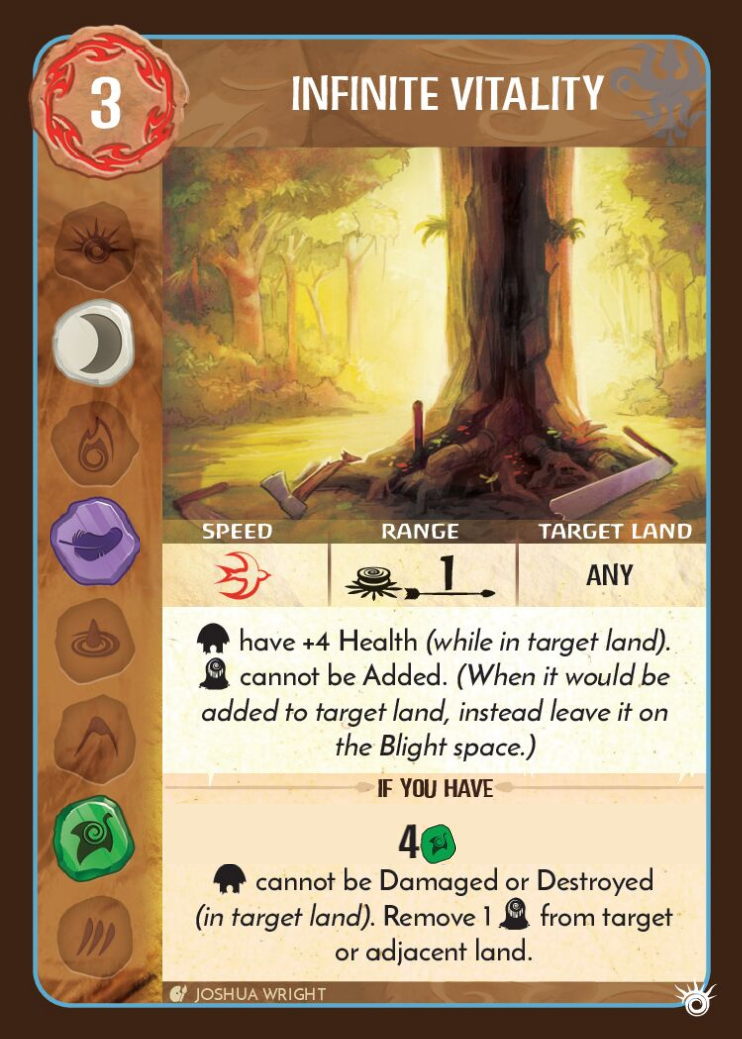 3
INFINITE VITALITY
SPEED RANGE TARGET LAND
1 ANY
have +4 Health (while in target land).
cannot be Added. (When it would be
added to target land, instead leave it on
the Blight space.)
IF YOU HAVE
4
cannot be Damaged or Destroyed
(in target land). Remove 1 from target
or adjacent land.
JOSHUA WRIGHT